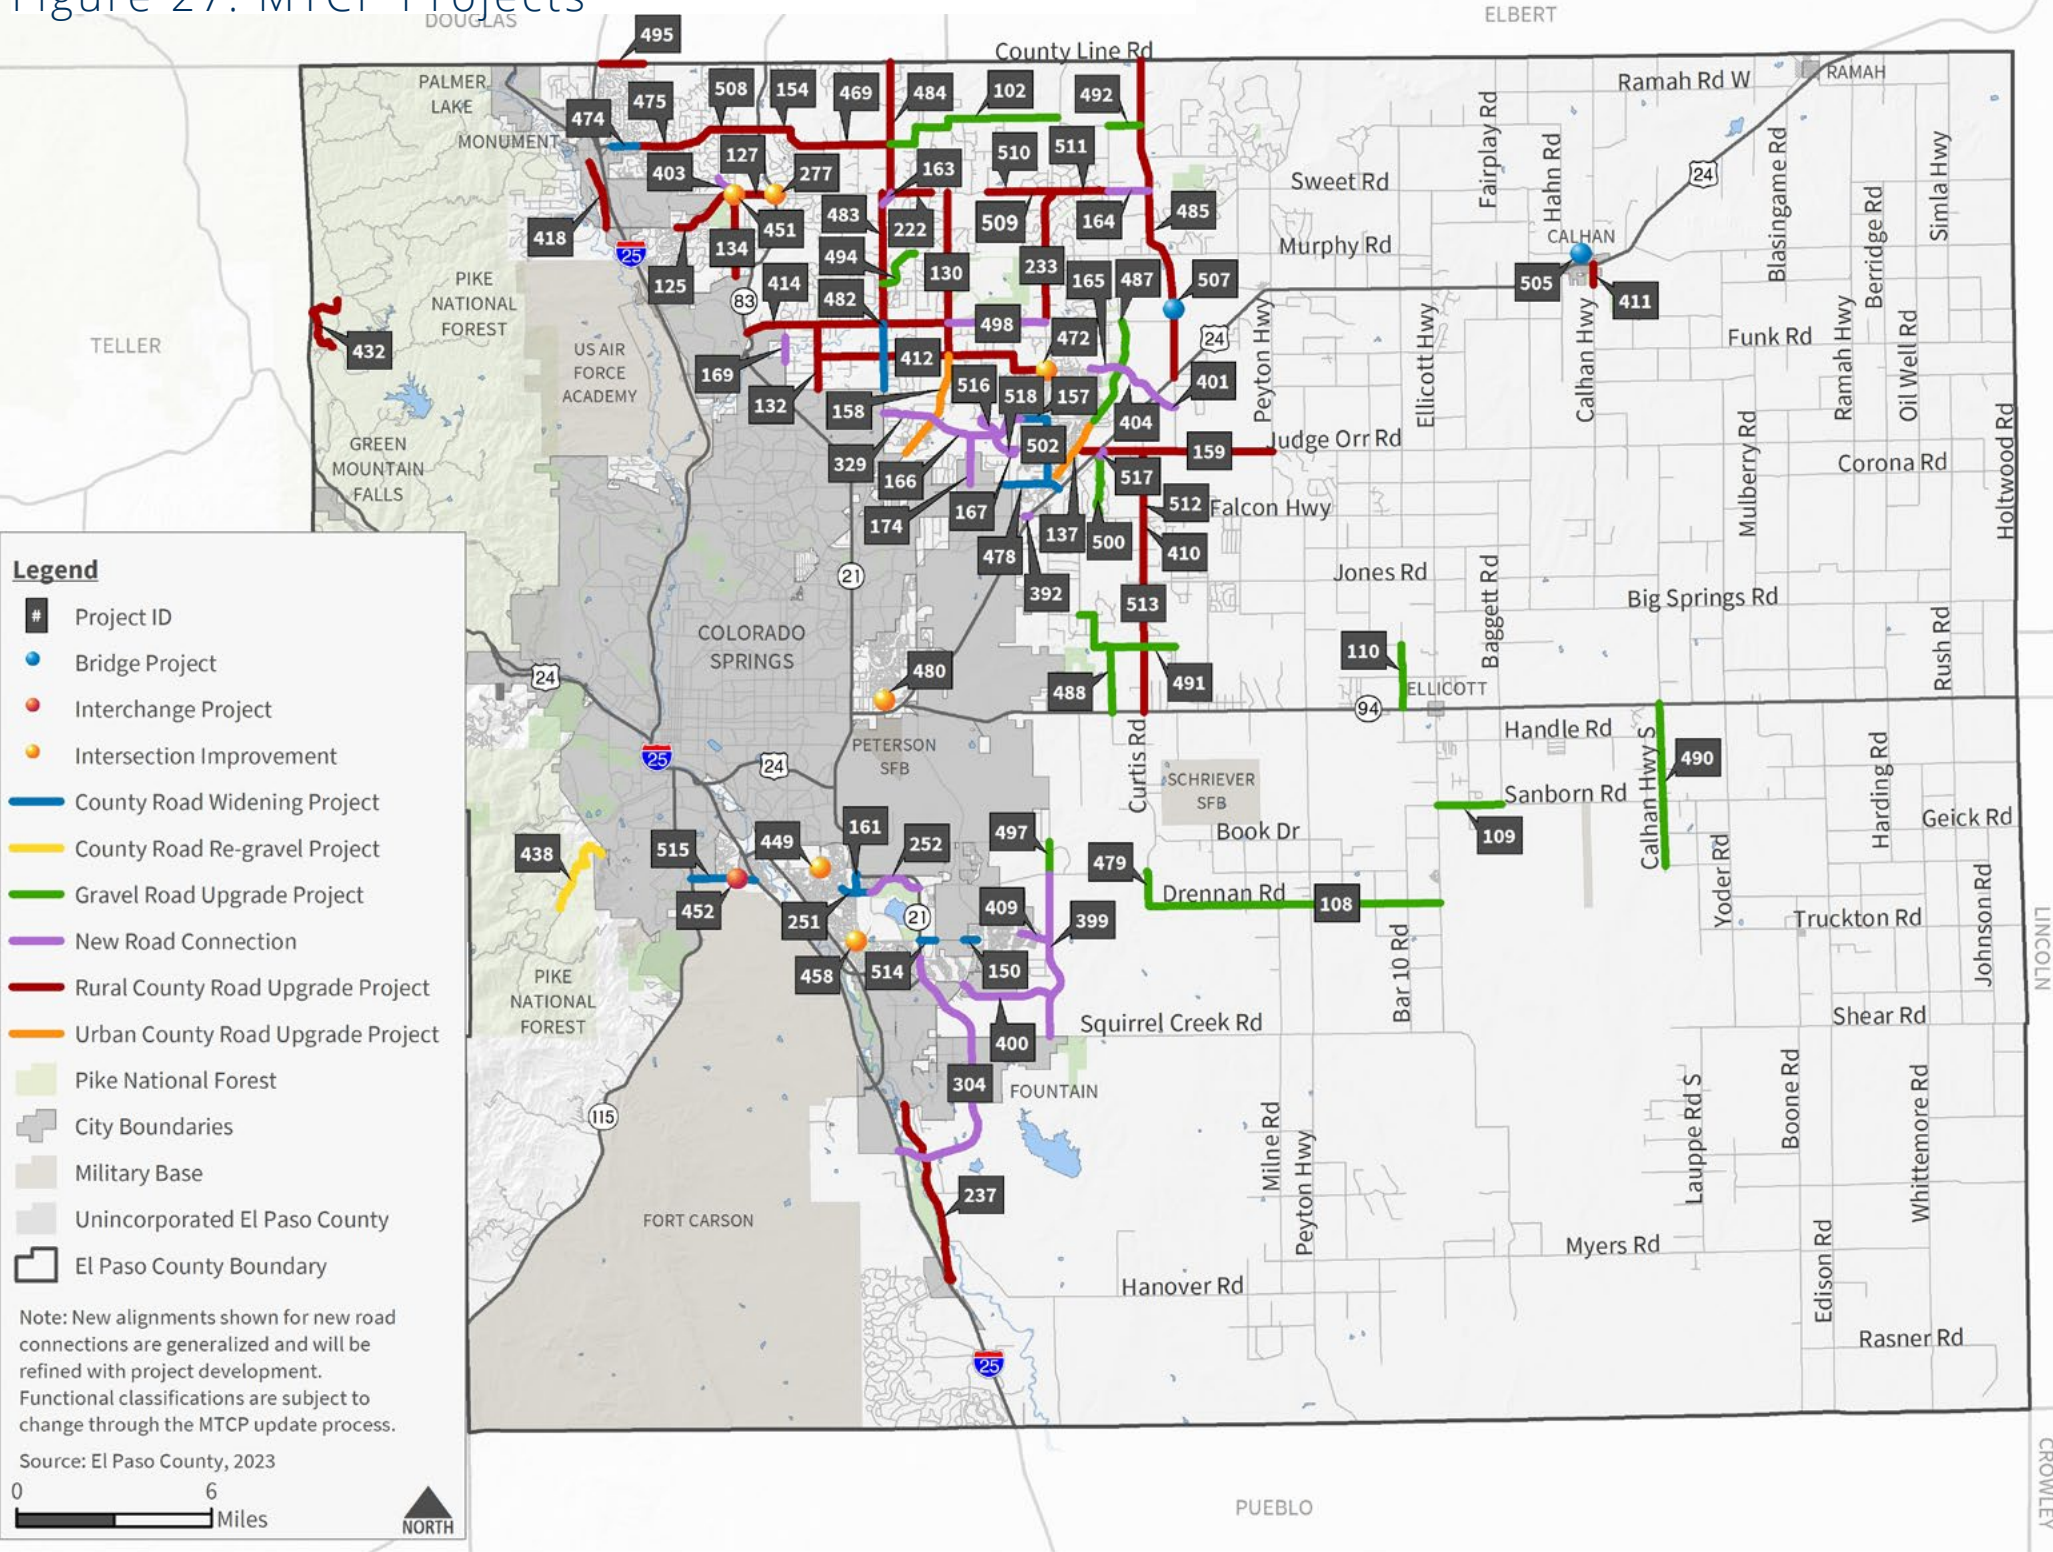 Figure 27: MTCP Projects
DOUGLAS
ELBERT
495
County Line Rd
PALMER
LAKE
MONUMENT
474
475
508
154
469
484
102
492
Ramah Rd W
RAMAH
24
403
127
277
163
510
511
Sweet Rd
Fairplay Rd
Hahn Rd
Blasingame Rd
Berridge Rd
Simla Hwy
418
25
125
134
451
483
222
509
164
485
Murphy Rd
CALHAN
PIKE
NATIONAL
FOREST
83
414
494
482
130
233
165
487
507
505
411
TELLER
432
US AIR
FORCE
ACADEMY
169
412
498
472
24
Peyton Hwy
Ellicott Hwy
Calhan Hwy
Funk Rd
Ramah Hwy
Oil Well Rd
132
158
516
518
157
401
404
GREEN
MOUNTAIN
FALLS
329
166
502
159
Judge Orr Rd
Mulberry Rd
Corona Rd
Holtwood Rd
174
167
517
512
Falcon Hwy
478
137
500
410
21
392
Jones Rd
Baggett Rd
Big Springs Rd
513
COLORADO
SPRINGS
Rush Rd
24
480
488
491
110
ELLICOTT
94
25
24
PETERSON
SFB
Curtis Rd
SCHRIEVER
SFB
Handle Rd
Calhan Hwy S
490
Sanborn Rd
109
Harding Rd
Geick Rd
438
515
449
161
252
497
479
Book Dr
Yoder Rd
452
251
21
409
399
Drennan Rd
108
Truckton Rd
Johnson Rd
LINCOLN
458
514
150
Bar 10 Rd
PIKE
NATIONAL
FOREST
400
Squirrel Creek Rd
Shear Rd
304
FOUNTAIN
115
Milne Rd
Peyton Hwy
Lauppe Rd S
Boone Rd
Whittemore Rd
237
FORT CARSON
Myers Rd
Edison Rd
Hanover Rd
Rasner Rd
25
PUEBLO
CROWLEY
Legend
# Project ID
Bridge Project
Interchange Project
Intersection Improvement
County Road Widening Project
County Road Re-gravel Project
Gravel Road Upgrade Project
New Road Connection
Rural County Road Upgrade Project
Urban County Road Upgrade Project
Pike National Forest
City Boundaries
Military Base
Unincorporated El Paso County
El Paso County Boundary
Note: New alignments shown for new road
connections are generalized and will be
refined with project development.
Functional classifications are subject to
change through the MTCP update process.
Source: El Paso County, 2023
0 6
Miles
NORTH